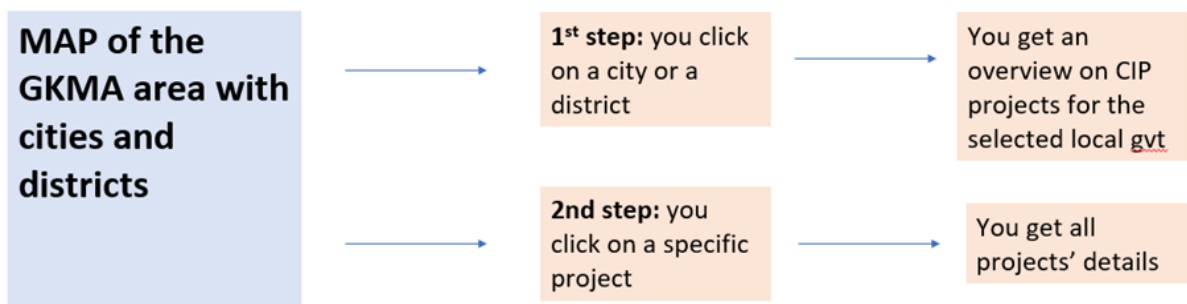 MAP of the
GKMA area with
cities and
districts
1st step: you click
on a city or a
district
You get an
overview on CIP
projects for the
selected local gvt
2nd step: you
click on a specific
project
You get all
projects’ details